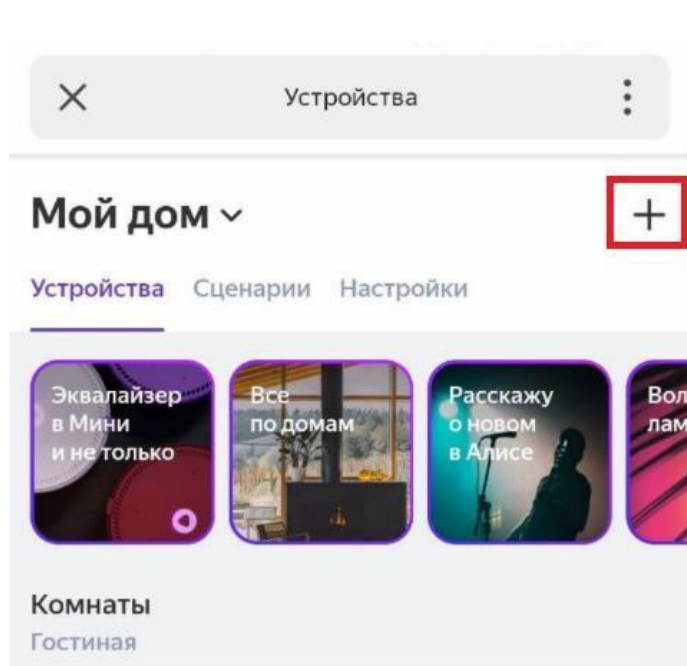 Устройства
Мой дом
Устройства Сценарии Настройки
Эквалайзер
в Мини
и не только
Все
по домам
Расскажу
о новом
в Алисе
Комнаты
Гостиная